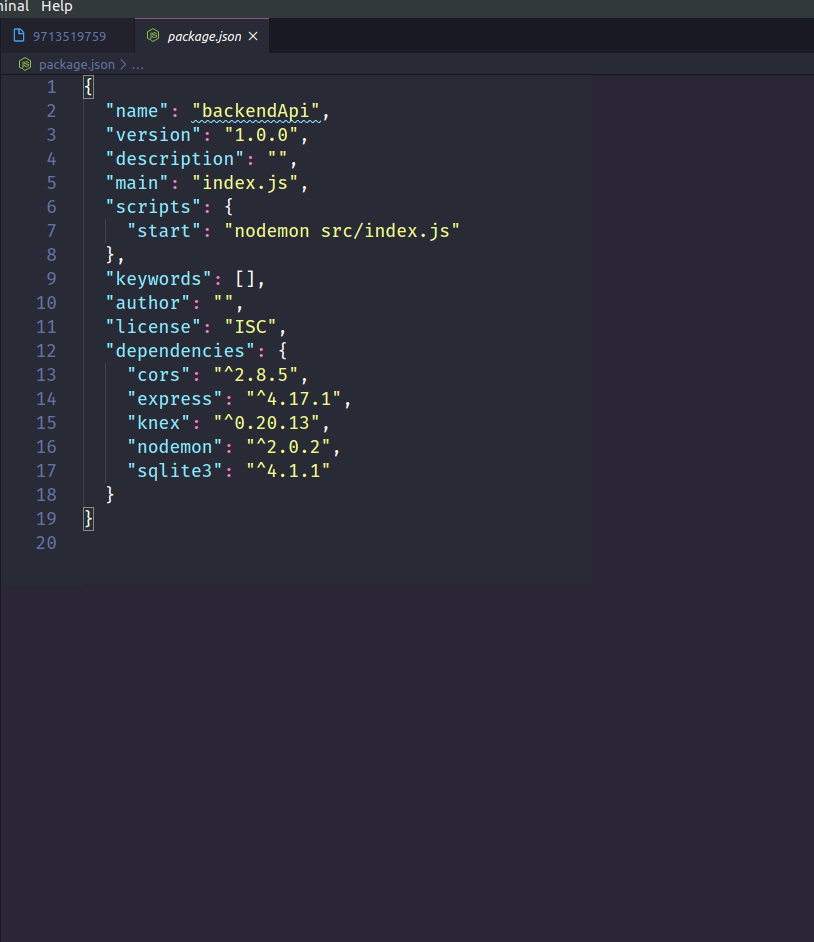 Help
9713519759
package.json
package.json > ...
1 {
2 "name": "backendApi",
3 "version": "1.0.0",
4 "description": "",
5 "main": "index.js",
6 "scripts": {
7 "start": "nodemon src/index.js"
8 },
9 "keywords": [],
10 "author": "",
11 "license": "ISC",
12 "dependencies": {
13 "cors": "^2.8.5",
14 "express": "^4.17.1",
15 "knex": "^0.20.13",
16 "nodemon": "^2.0.2",
17 "sqlite3": "^4.1.1"
18 }
19 }
20